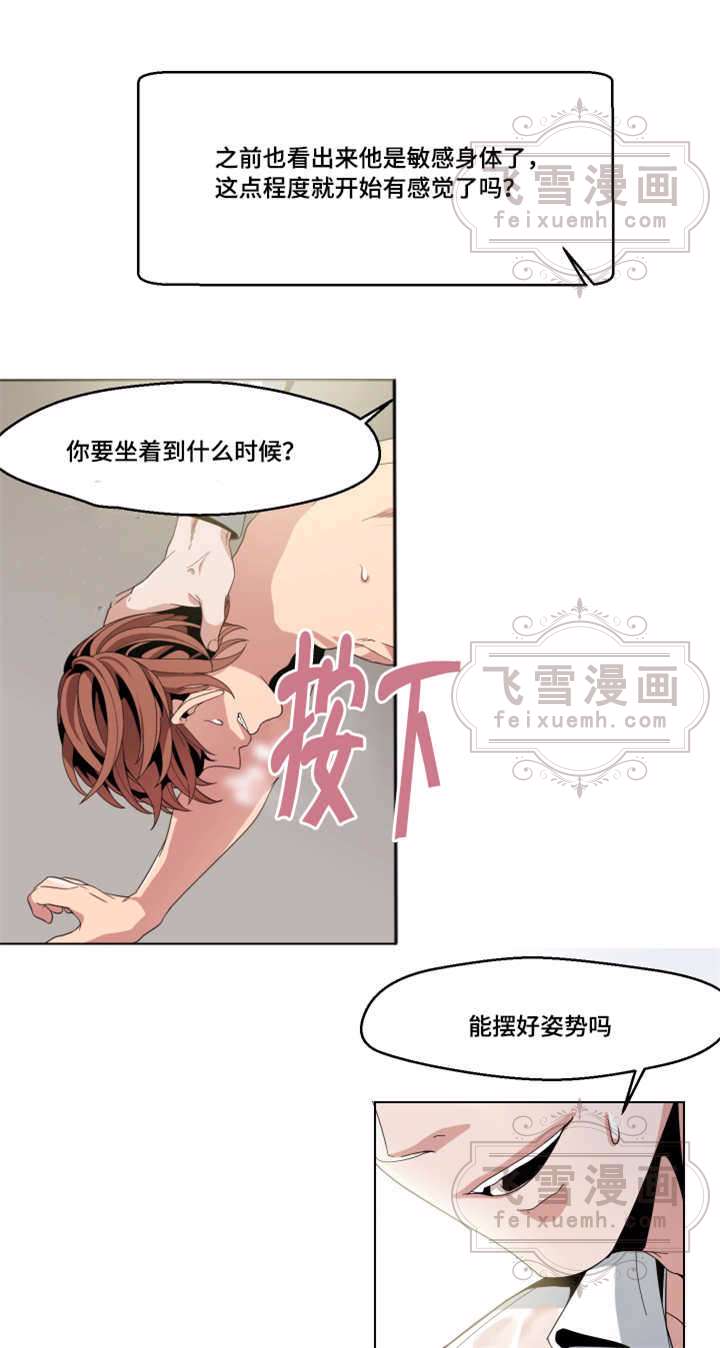 之前也看出来他是敏感身体了，
这点程度就开始有感觉了吗？
飞雪漫画
feixuemh.com
你要坐着到什么时候？
按下
飞雪漫画
feixuemh.com
能摆好姿势吗
飞雪漫画
feixuemh.com